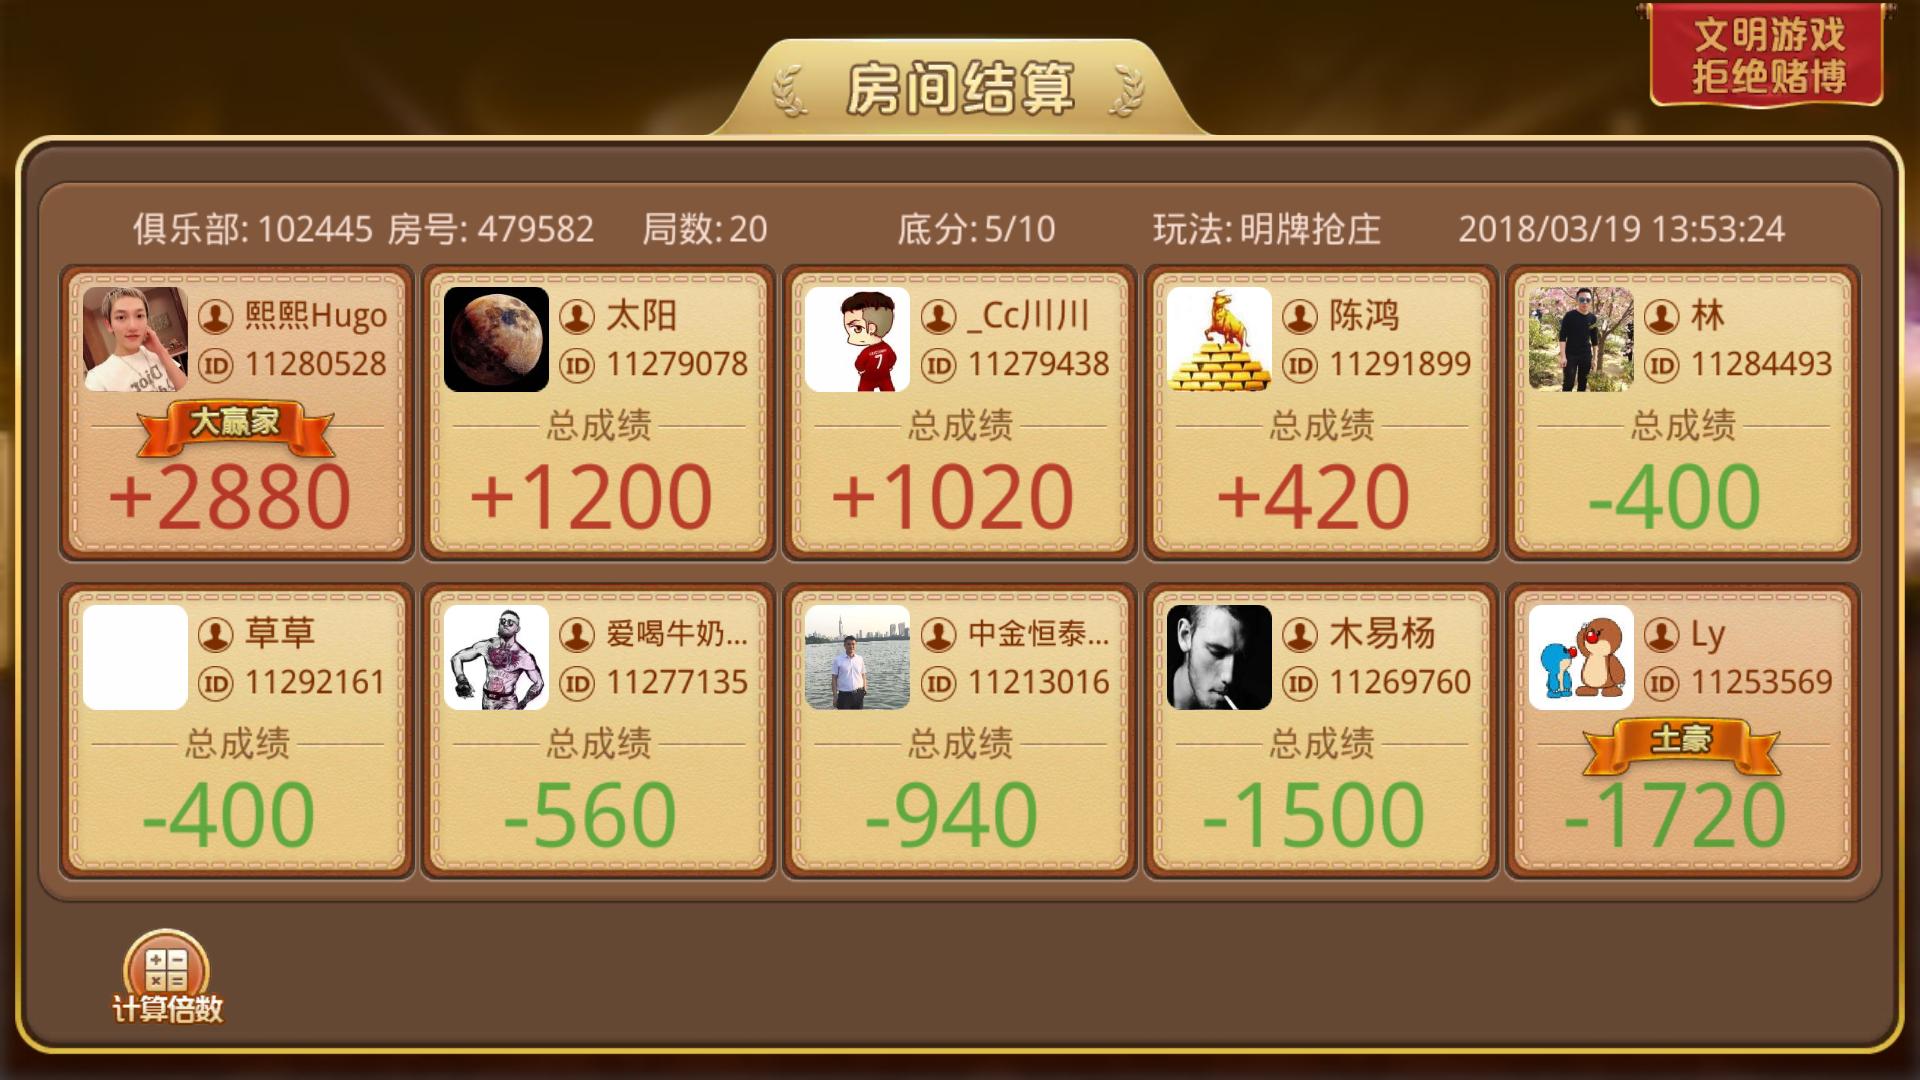 文明游戏
拒绝赌博
房间结算
俱乐部: 102445 房号: 479582 局数: 20 底分: 5/10 玩法: 明牌抢庄 2018/03/19 13:53:24
熙熙Hugo
ID 11280528
大赢家
+2880
太阳
ID 11279078
总成绩
+1200
_Cc川川
ID 11279438
总成绩
+1020
陈鸿
ID 11291899
总成绩
+420
林
ID 11284493
总成绩
-400
草草
ID 11292161
总成绩
-400
爱喝牛奶...
ID 11277135
总成绩
-560
中金恒泰...
ID 11213016
总成绩
-940
木易杨
ID 11269760
总成绩
-1500
Ly
ID 11253569
土豪
-1720
计算倍数